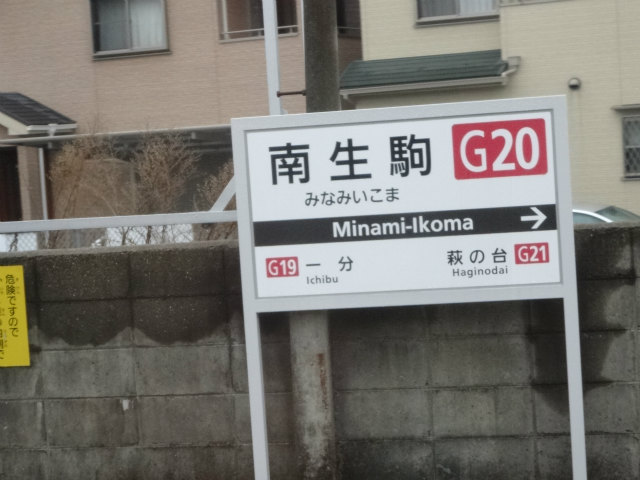 南生駒 G20
みなみいこま
Minami-Ikoma →
G19 一分 萩の台 G21
Ichibu Haginodai
危険ですので